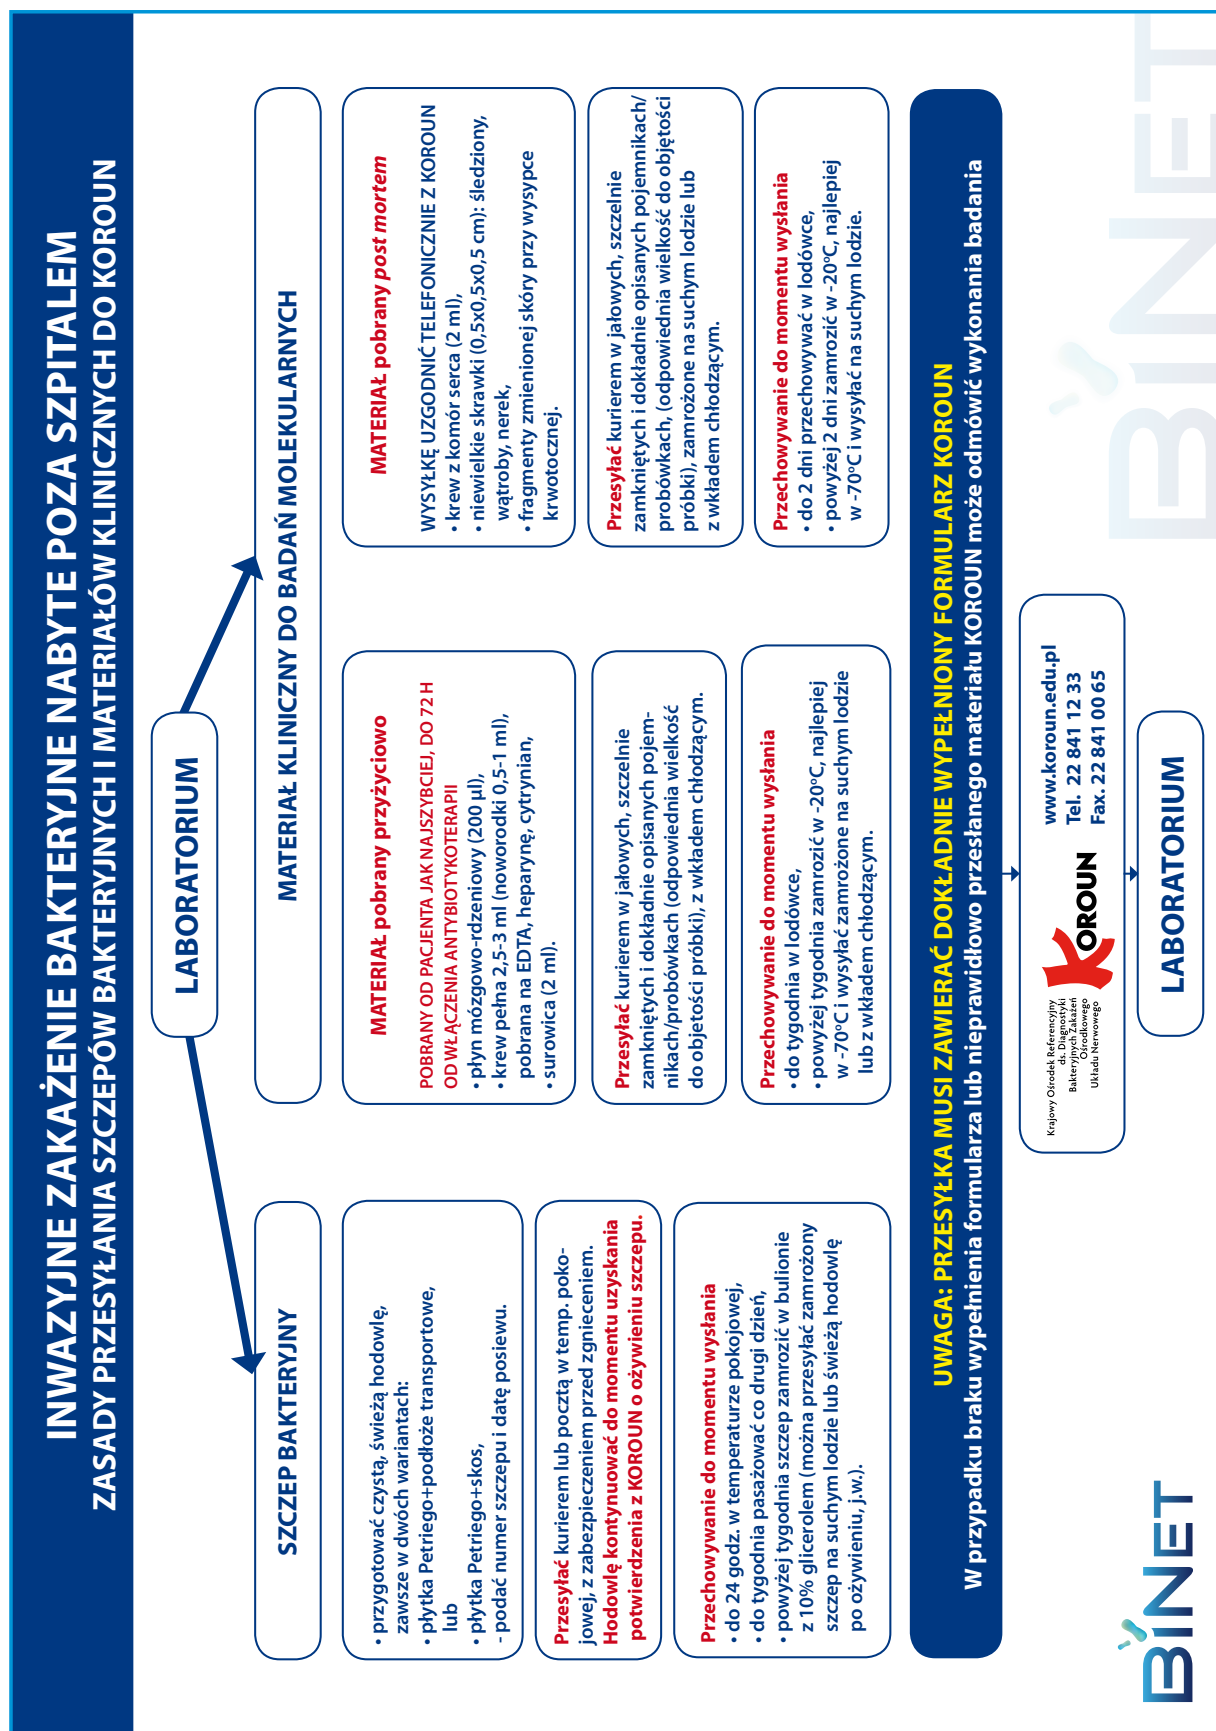 INWAZYJNE ZAKAŻENIE BAKTERYJNE NABYTE POZA SZPITALEM
ZASADY PRZESYŁANIA SZCZEPÓW BAKTERYJNYCH I MATERIAŁÓW KLINICZNYCH DO KOROUN
LABORATORIUM
SZCZEP BAKTERYJNY
• przygotować czystą, świeżą hodowlę,
zawsze w dwóch wariantach:
• płytka Petriego+podłoże transportowe,
lub
• płytka Petriego+skos,
- podać numer szczepu i datę posiewu.
Przesyłać kurierem lub pocztą w temp. poko-
jowej, z zabezpieczeniem przed zgnieceniem.
Hodowlę kontynuować do momentu uzyskania
potwierdzenia z KOROUN o ożywieniu szczepu.
Przechowywanie do momentu wysłania
• do 24 godz. w temperaturze pokojowej,
• do tygodnia pasażować co drugi dzień,
• powyżej tygodnia szczep zamrozić w bulionie
z 10% glicerolem (można przesyłać zamrożony
szczep na suchym lodzie lub świeżą hodowlę
po ożywieniu, j.w.).
MATERIAŁ KLINICZNY DO BADAŃ MOLEKULARNYCH
MATERIAŁ pobrany przyżyciowo
POBRANY OD PACJENTA JAK NAJSZYBCIEJ, DO 72 H
OD WŁĄCZENIA ANTYBIOTYKOTERAPII
• płyn mózgowo-rdzeniowy (200 µl),
• krew pełna 2,5-3 ml (noworodki 0,5-1 ml),
pobrana na EDTA, heparynę, cytrynian,
• surowica (2 ml).
Przesyłać kurierem w jałowych, szczelnie
zamkniętych i dokładnie opisanych pojem-
nikach/probówkach (odpowiednia wielkość
do objetości próbki), z wkładem chłodzącym.
Przechowywanie do momentu wysłania
• do tygodnia w lodówce,
• powyżej tygodnia zamrozić w -20°C, najlepiej
w -70°C i wysyłać zamrożone na suchym lodzie
lub z wkładem chłodzącym.
MATERIAŁ pobrany post mortem
WYSYŁKĘ UZGODNIĆ TELEFONICZNIE Z KOROUN
• krew z komór serca (2 ml),
• niewielkie skrawki (0,5x0,5x0,5 cm): śledziony,
wątroby, nerek,
• fragmenty zmienionej skóry przy wysypce
krwotocznej.
Przesyłać kurierem w jałowych, szczelnie
zamkniętych i dokładnie opisanych pojemnikach/
probówkach, (odpowiednia wielkość do objętości
próbki), zamrożone na suchym lodzie lub
z wkładem chłodzącym.
Przechowywanie do momentu wysłania
• do 2 dni przechowywać w lodówce,
• powyżej 2 dni zamrozić w -20°C, najlepiej
w -70°C i wysyłać na suchym lodzie.
UWAGA: PRZESYŁKA MUSI ZAWIERAĆ DOKŁADNIE WYPEŁNIONY FORMULARZ KOROUN
W przypadku braku wypełnienia formularza lub nieprawidłowo przesłanego materiału KOROUN może odmówić wykonania badania
Krajowy Ośrodek Referencyjny
ds. Diagnostyki
Bakteryjnych Zakażeń
Ośrodkowego
Układu Nerwowego
KOROUN
www.koroun.edu.pl
Tel. 22 841 12 33
Fax. 22 841 00 65
LABORATORIUM
BINET
BINET